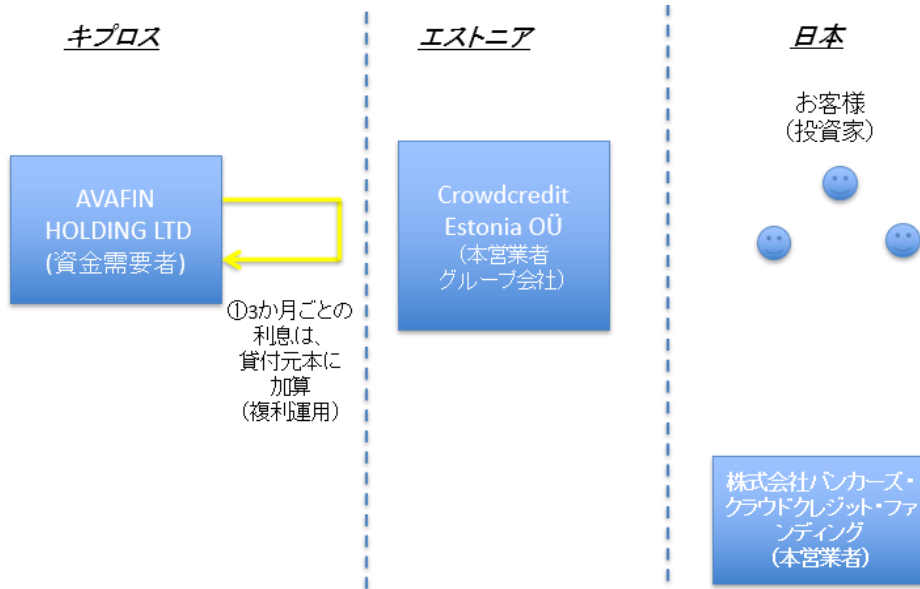 キプロス
エストニア
日本
お客様
（投資家）
AVAFIN
HOLDING LTD
(資金需要者)
Crowdcredit
Estonia OÜ
（本営業者
グループ会社）
①3か月ごとの
利息は、
貸付元本に
加算
（複利運用）
株式会社バンカーズ・
クラウドクレジット・ファ
ンディング
(本営業者)